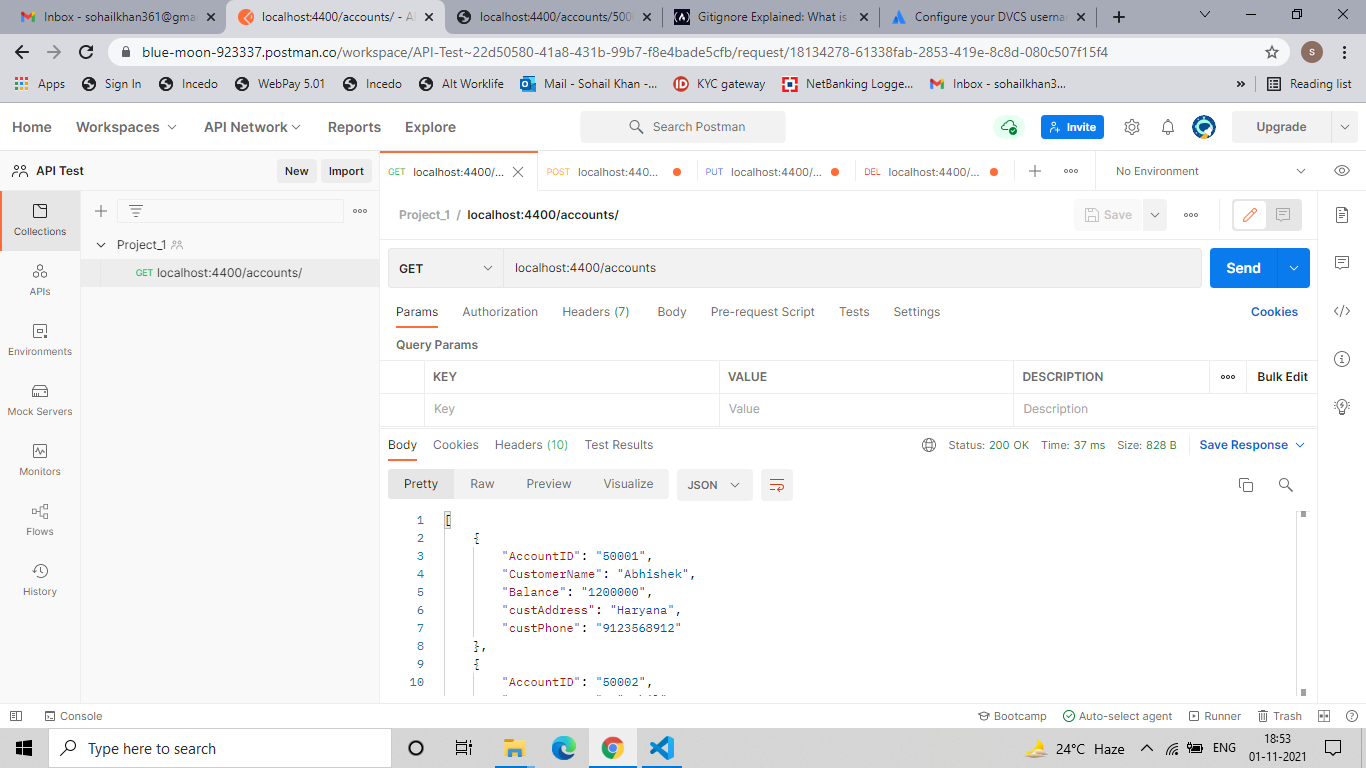 Inbox - sohailkhan361@gma
localhost:4400/accounts/ - A
localhost:4400/accounts/500
Gitignore Explained: What is
Configure your DVCS userna
blue-moon-923337.postman.co/workspace/API-Test~22d50580-41a8-431b-99b7-f8e4bade5cfb/request/18134278-61338fab-2853-419e-8c8d-080c507f15f4
S
Apps
Sign In
Incedo
WebPay 5.01
Incedo
Alt Worklife
Mail - Sohail Khan -...
KYC gateway
NetBanking Logge...
Inbox - sohailkhan3...
»
Reading list
Home
Workspaces
API Network
Reports
Explore
Search Postman
Invite
Upgrade
API Test
New
Import
GET localhost:4400/...
POST localhost:440...
PUT localhost:4400/...
DEL localhost:4400/...
No Environment
Collections
APIs
Environments
Mock Servers
Monitors
Flows
History
Project_1
GET localhost:4400/accounts/
Project_1 / localhost:4400/accounts/
Save
GET
localhost:4400/accounts
Send
Params
Authorization
Headers (7)
Body
Pre-request Script
Tests
Settings
Cookies
Query Params
KEY
VALUE
DESCRIPTION
Bulk Edit
Key
Value
Description
Body
Cookies
Headers (10)
Test Results
Status: 200 OK
Time: 37 ms
Size: 828 B
Save Response
Pretty
Raw
Preview
Visualize
JSON
1 [
2 {
3 "AccountID": "50001",
4 "CustomerName": "Abhishek",
5 "Balance": "1200000",
6 "custAddress": "Haryana",
7 "custPhone": "9123568912"
8 },
9 {
10 "AccountID": "50002",
Console
Bootcamp
Auto-select agent
Runner
Trash
Type here to search
24°C Haze
ENG
18:53
01-11-2021